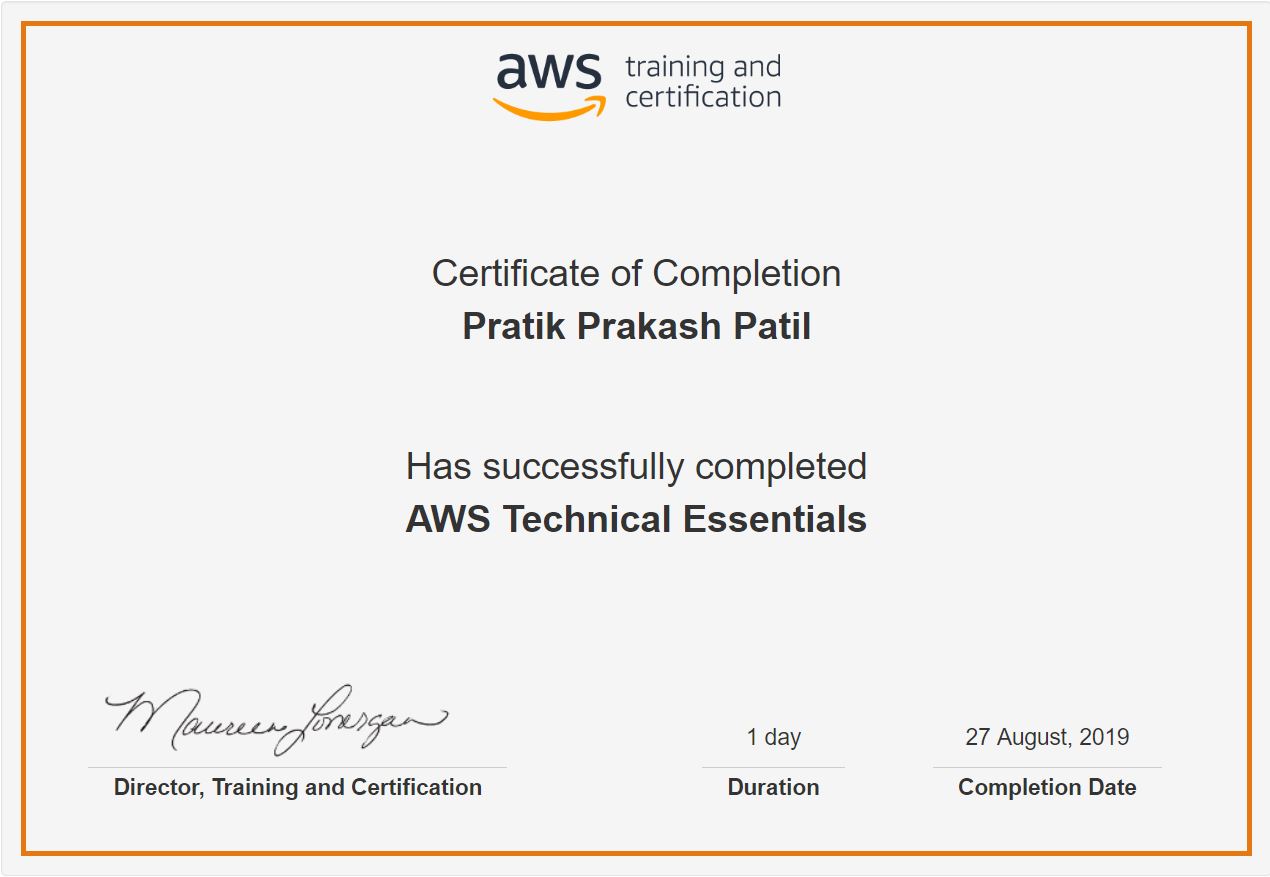 aws training and
certification
Certificate of Completion
Pratik Prakash Patil
Has successfully completed
AWS Technical Essentials
Maureen Lonergan
1 day
27 August, 2019
Director, Training and Certification
Duration
Completion Date